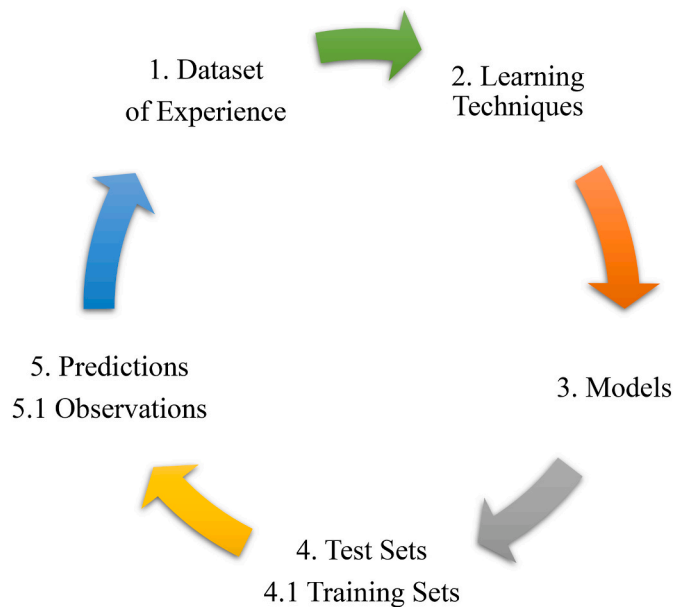 1. Dataset
of Experience
2. Learning
Techniques
3. Models
4. Test Sets
4.1 Training Sets
5. Predictions
5.1 Observations